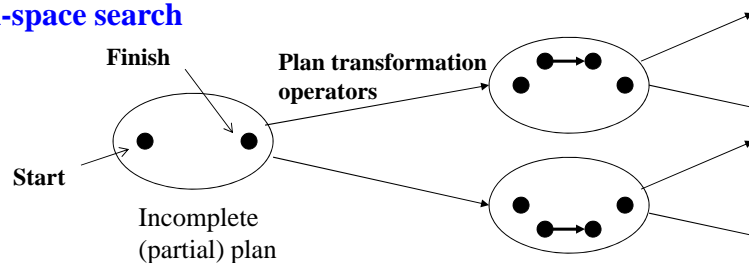 -space search
Finish
Plan transformation
operators
Start
Incomplete
(partial) plan